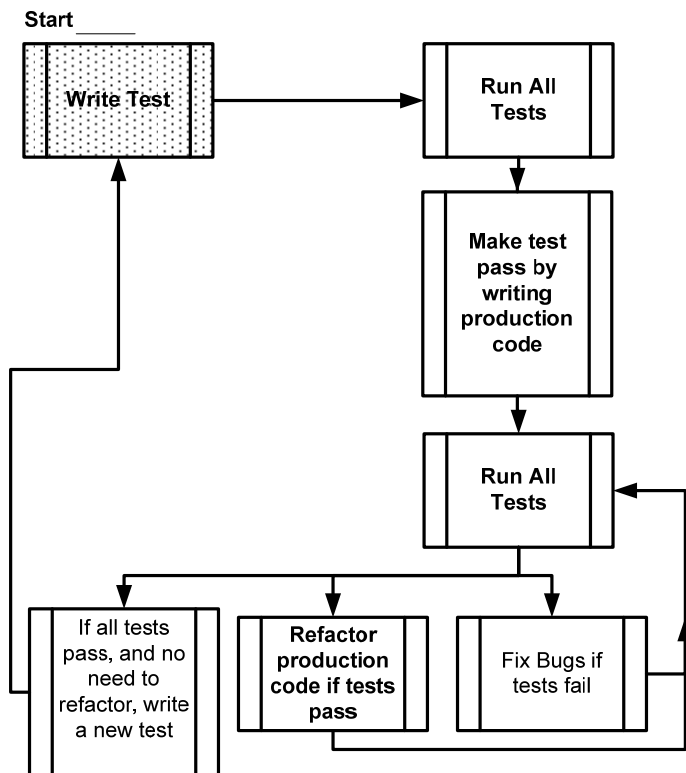 Start _____
Write Test
Run All
Tests
Make test
pass by
writing
production
code
Run All
Tests
If all tests
pass, and no
need to
refactor, write
a new test
Refactor
production
code if tests
pass
Fix Bugs if
tests fail